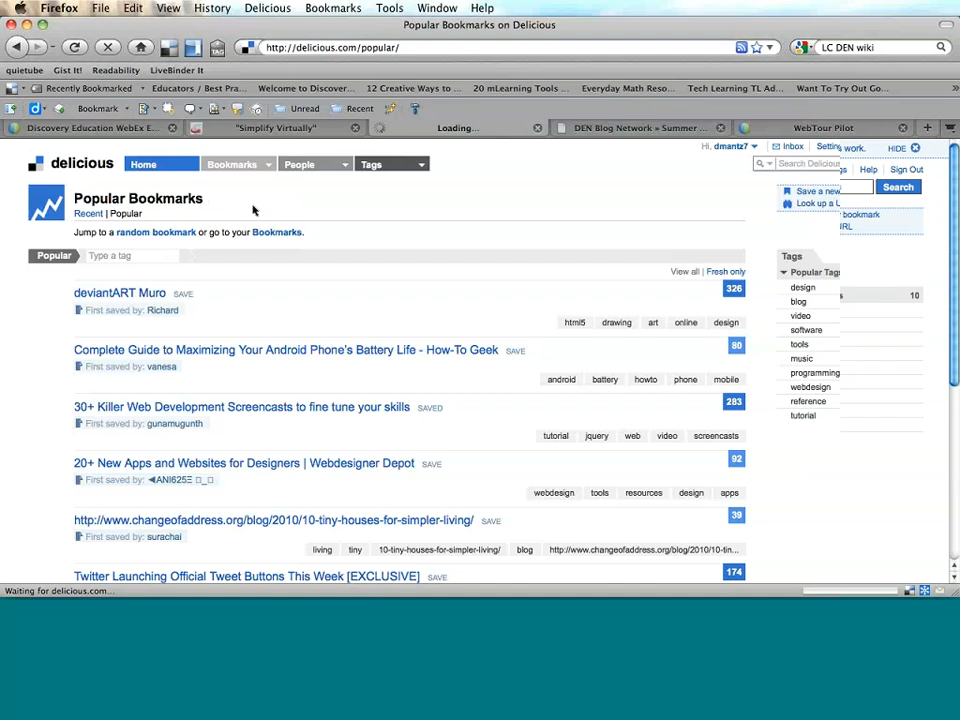 Firefox File Edit View History Delicious Bookmarks Tools Window Help
Popular Bookmarks on Delicious
http://delicious.com/popular/ LC DEN wiki
quietube Gist It! Readability LiveBinder It
Recently Bookmarked Educators / Best Pra... Welcome to Discover... 12 Creative Ways to ... 20 mLearning Tools ... Everyday Math Reso... Tech Learning TL Ad... Want To Try Out Go...
Bookmark Unread Recent
Discovery Education WebEx E... "Simplify Virtually" Loading... DEN Blog Network » Summer ... WebTour Pilot
Hi, dmantz7 Inbox Settin work. HIDE
delicious Home Bookmarks People Tags Search Delicious gs Help Sign Out
Search
Save a new bookmark
Look up a U RL
Popular Bookmarks
Recent | Popular
Jump to a random bookmark or go to your Bookmarks.
Popular Type a tag
View all | Fresh only
deviantART Muro SAVE 326
First saved by: Richard
html5 drawing art online design
Complete Guide to Maximizing Your Android Phone's Battery Life - How-To Geek SAVE 80
First saved by: vanesa
android battery howto phone mobile
30+ Killer Web Development Screencasts to fine tune your skills SAVED 283
First saved by: gunamugunth
tutorial jquery web video screencasts
20+ New Apps and Websites for Designers | Webdesigner Depot SAVE 92
First saved by:
webdesign tools resources design apps
http://www.changeofaddress.org/blog/2010/10-tiny-houses-for-simpler-living/ SAVE 39
First saved by: surachai
living tiny 10-tiny-houses-for-simpler-living/ blog http://www.changeofaddress.org/blog/2010/10-tin...
Twitter Launching Official Tweet Buttons This Week [EXCLUSIVE] SAVE 174
Tags
Popular Tags
s 10
design
blog
video
software
tools
music
programming
webdesign
reference
tutorial
Waiting for delicious.com...